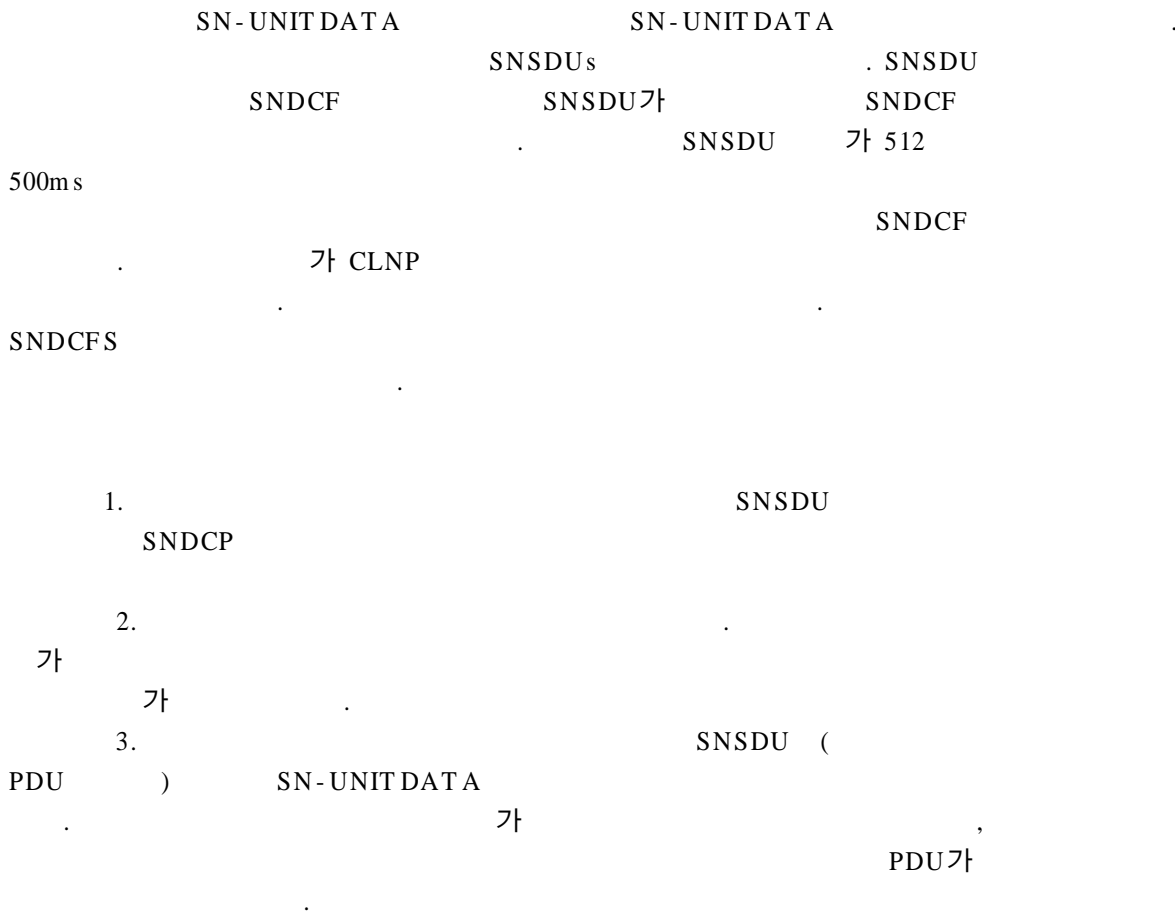 SN-UNITDATA SN-UNITDATA .
SNSDUs . SNSDU
SNDCF SNSDU가 SNDCF
. SNSDU 가 512
500ms
SNDCF
. 가 CLNP
. .
SNDCFS
.
1. SNSDU
SNDCP
2. .
가
가 .
3. SNSDU (
PDU ) SN-UNITDATA
. 가 ,
PDU가
.